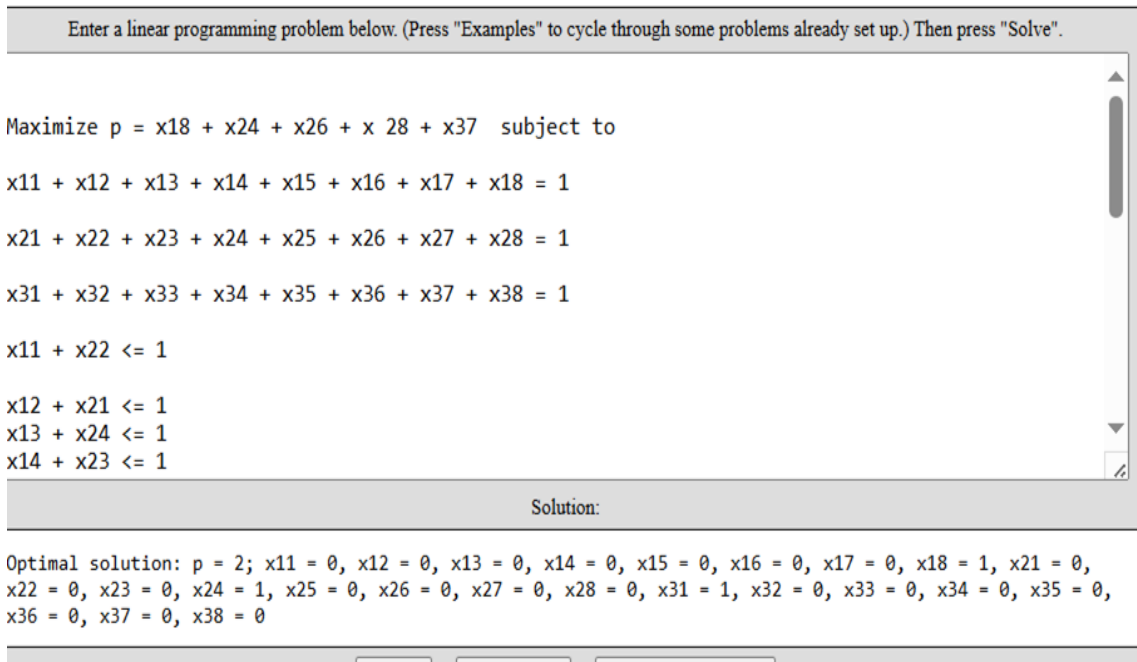 Enter a linear programming problem below. (Press "Examples" to cycle through some problems already set up.) Then press "Solve".
Maximize p = x18 + x24 + x26 + x 28 + x37  subject to
x11 + x12 + x13 + x14 + x15 + x16 + x17 + x18 = 1
x21 + x22 + x23 + x24 + x25 + x26 + x27 + x28 = 1
x31 + x32 + x33 + x34 + x35 + x36 + x37 + x38 = 1
x11 + x22 <= 1
x12 + x21 <= 1
x13 + x24 <= 1
x14 + x23 <= 1
Solution:
Optimal solution: p = 2; x11 = 0, x12 = 0, x13 = 0, x14 = 0, x15 = 0, x16 = 0, x17 = 0, x18 = 1, x21 = 0,
x22 = 0, x23 = 0, x24 = 1, x25 = 0, x26 = 0, x27 = 0, x28 = 0, x31 = 1, x32 = 0, x33 = 0, x34 = 0, x35 = 0,
x36 = 0, x37 = 0, x38 = 0